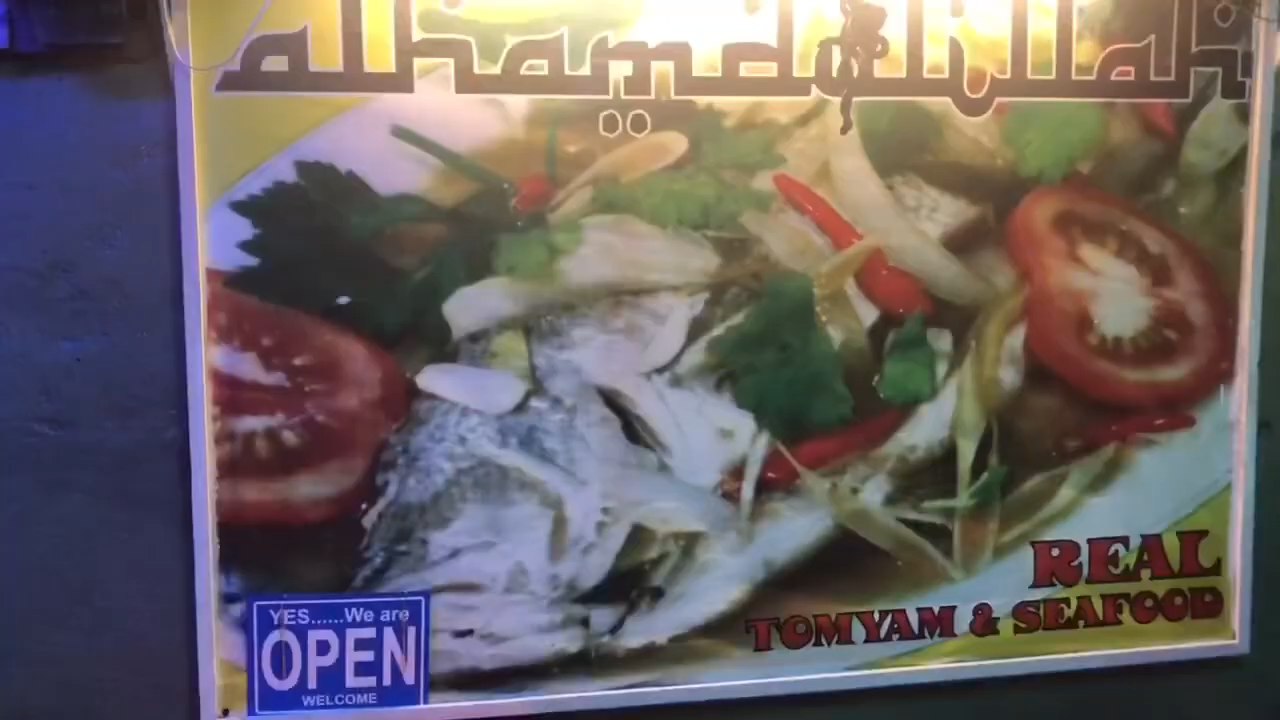 alhamdulillah
REAL
TOMYAM & SEAFOOD
YES......We are
OPEN
WELCOME